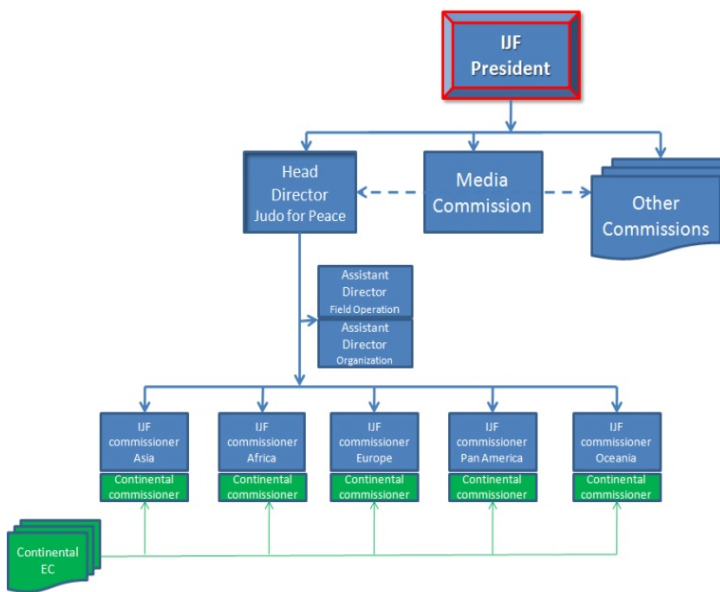 IJF
President
Head
Director
Judo for Peace
Media
Commission
Other
Commissions
Assistant
Director
Field Operation
Assistant
Director
Organization
IJF
commissioner
Asia
IJF
commissioner
Africa
IJF
commissioner
Europe
IJF
commissioner
Pan America
IJF
commissioner
Oceania
Continental
commissioner
Continental
commissioner
Continental
commissioner
Continental
commissioner
Continental
commissioner
Continental
EC